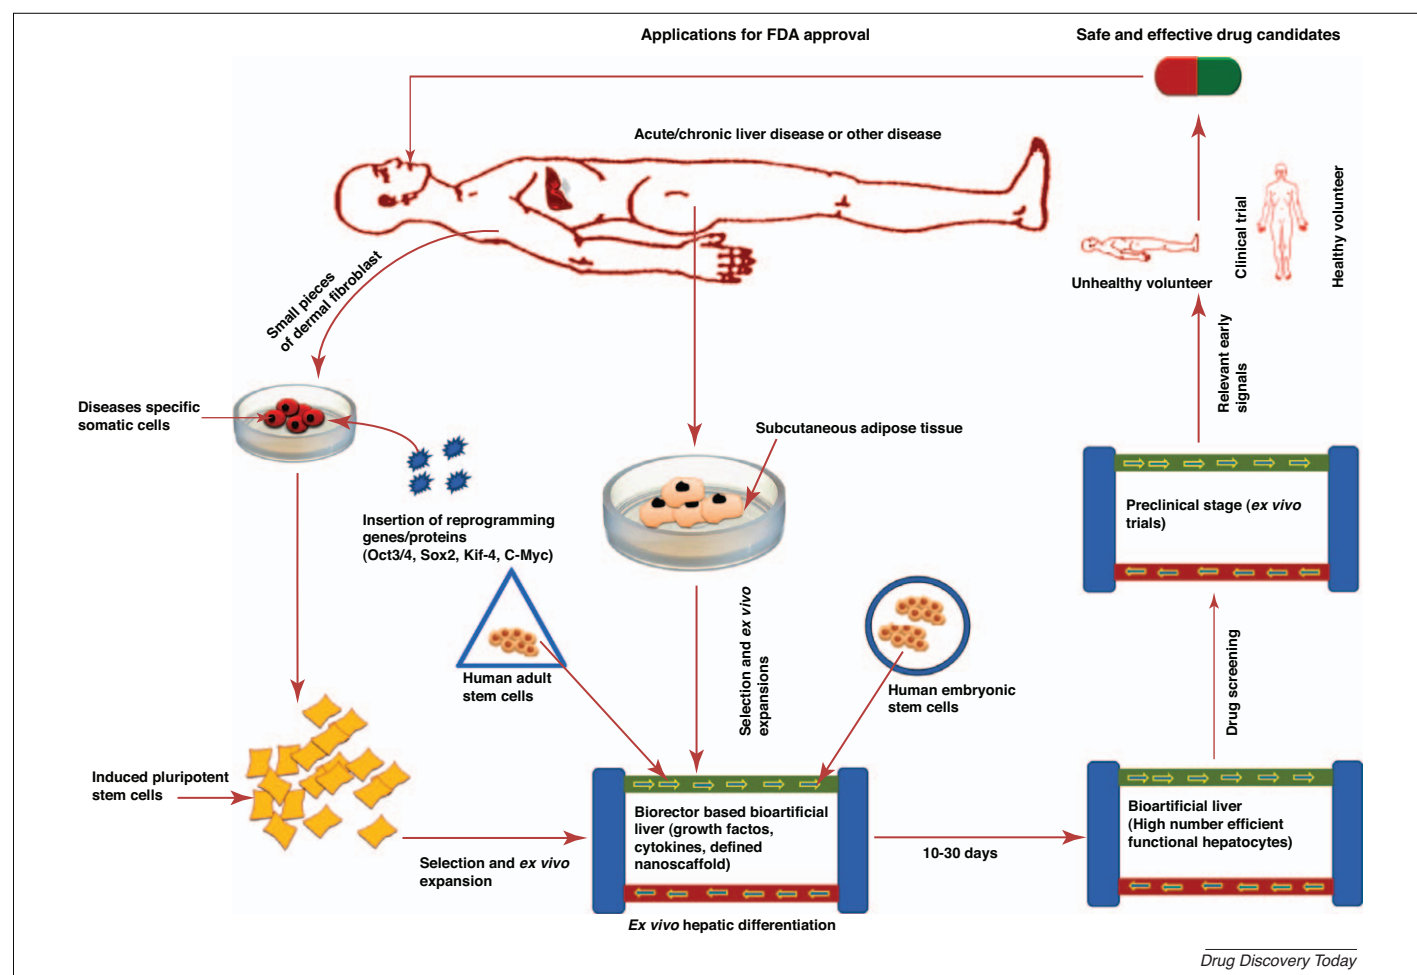 Applications for FDA approval
Safe and effective drug candidates
Acute/chronic liver disease or other disease
Small pieces
of dermal fibroblast
Unhealthy volunteer
Clinical trial
Healthy volunteer
Relevant early
signals
Diseases specific
somatic cells
Subcutaneous adipose tissue
Insertion of reprogramming
genes/proteins
(Oct3/4, Sox2, Kif-4, C-Myc)
Preclinical stage (ex vivo
trials)
Human adult
stem cells
Selection and ex vivo
expansions
Human embryonic
stem cells
Drug screening
Induced pluripotent
stem cells
Selection and ex vivo
expansion
Biorector based bioartificial
liver (growth factos,
cytokines, defined
nanoscaffold)
10-30 days
Bioartificial liver
(High number efficient
functional hepatocytes)
Ex vivo hepatic differentiation
Drug Discovery Today